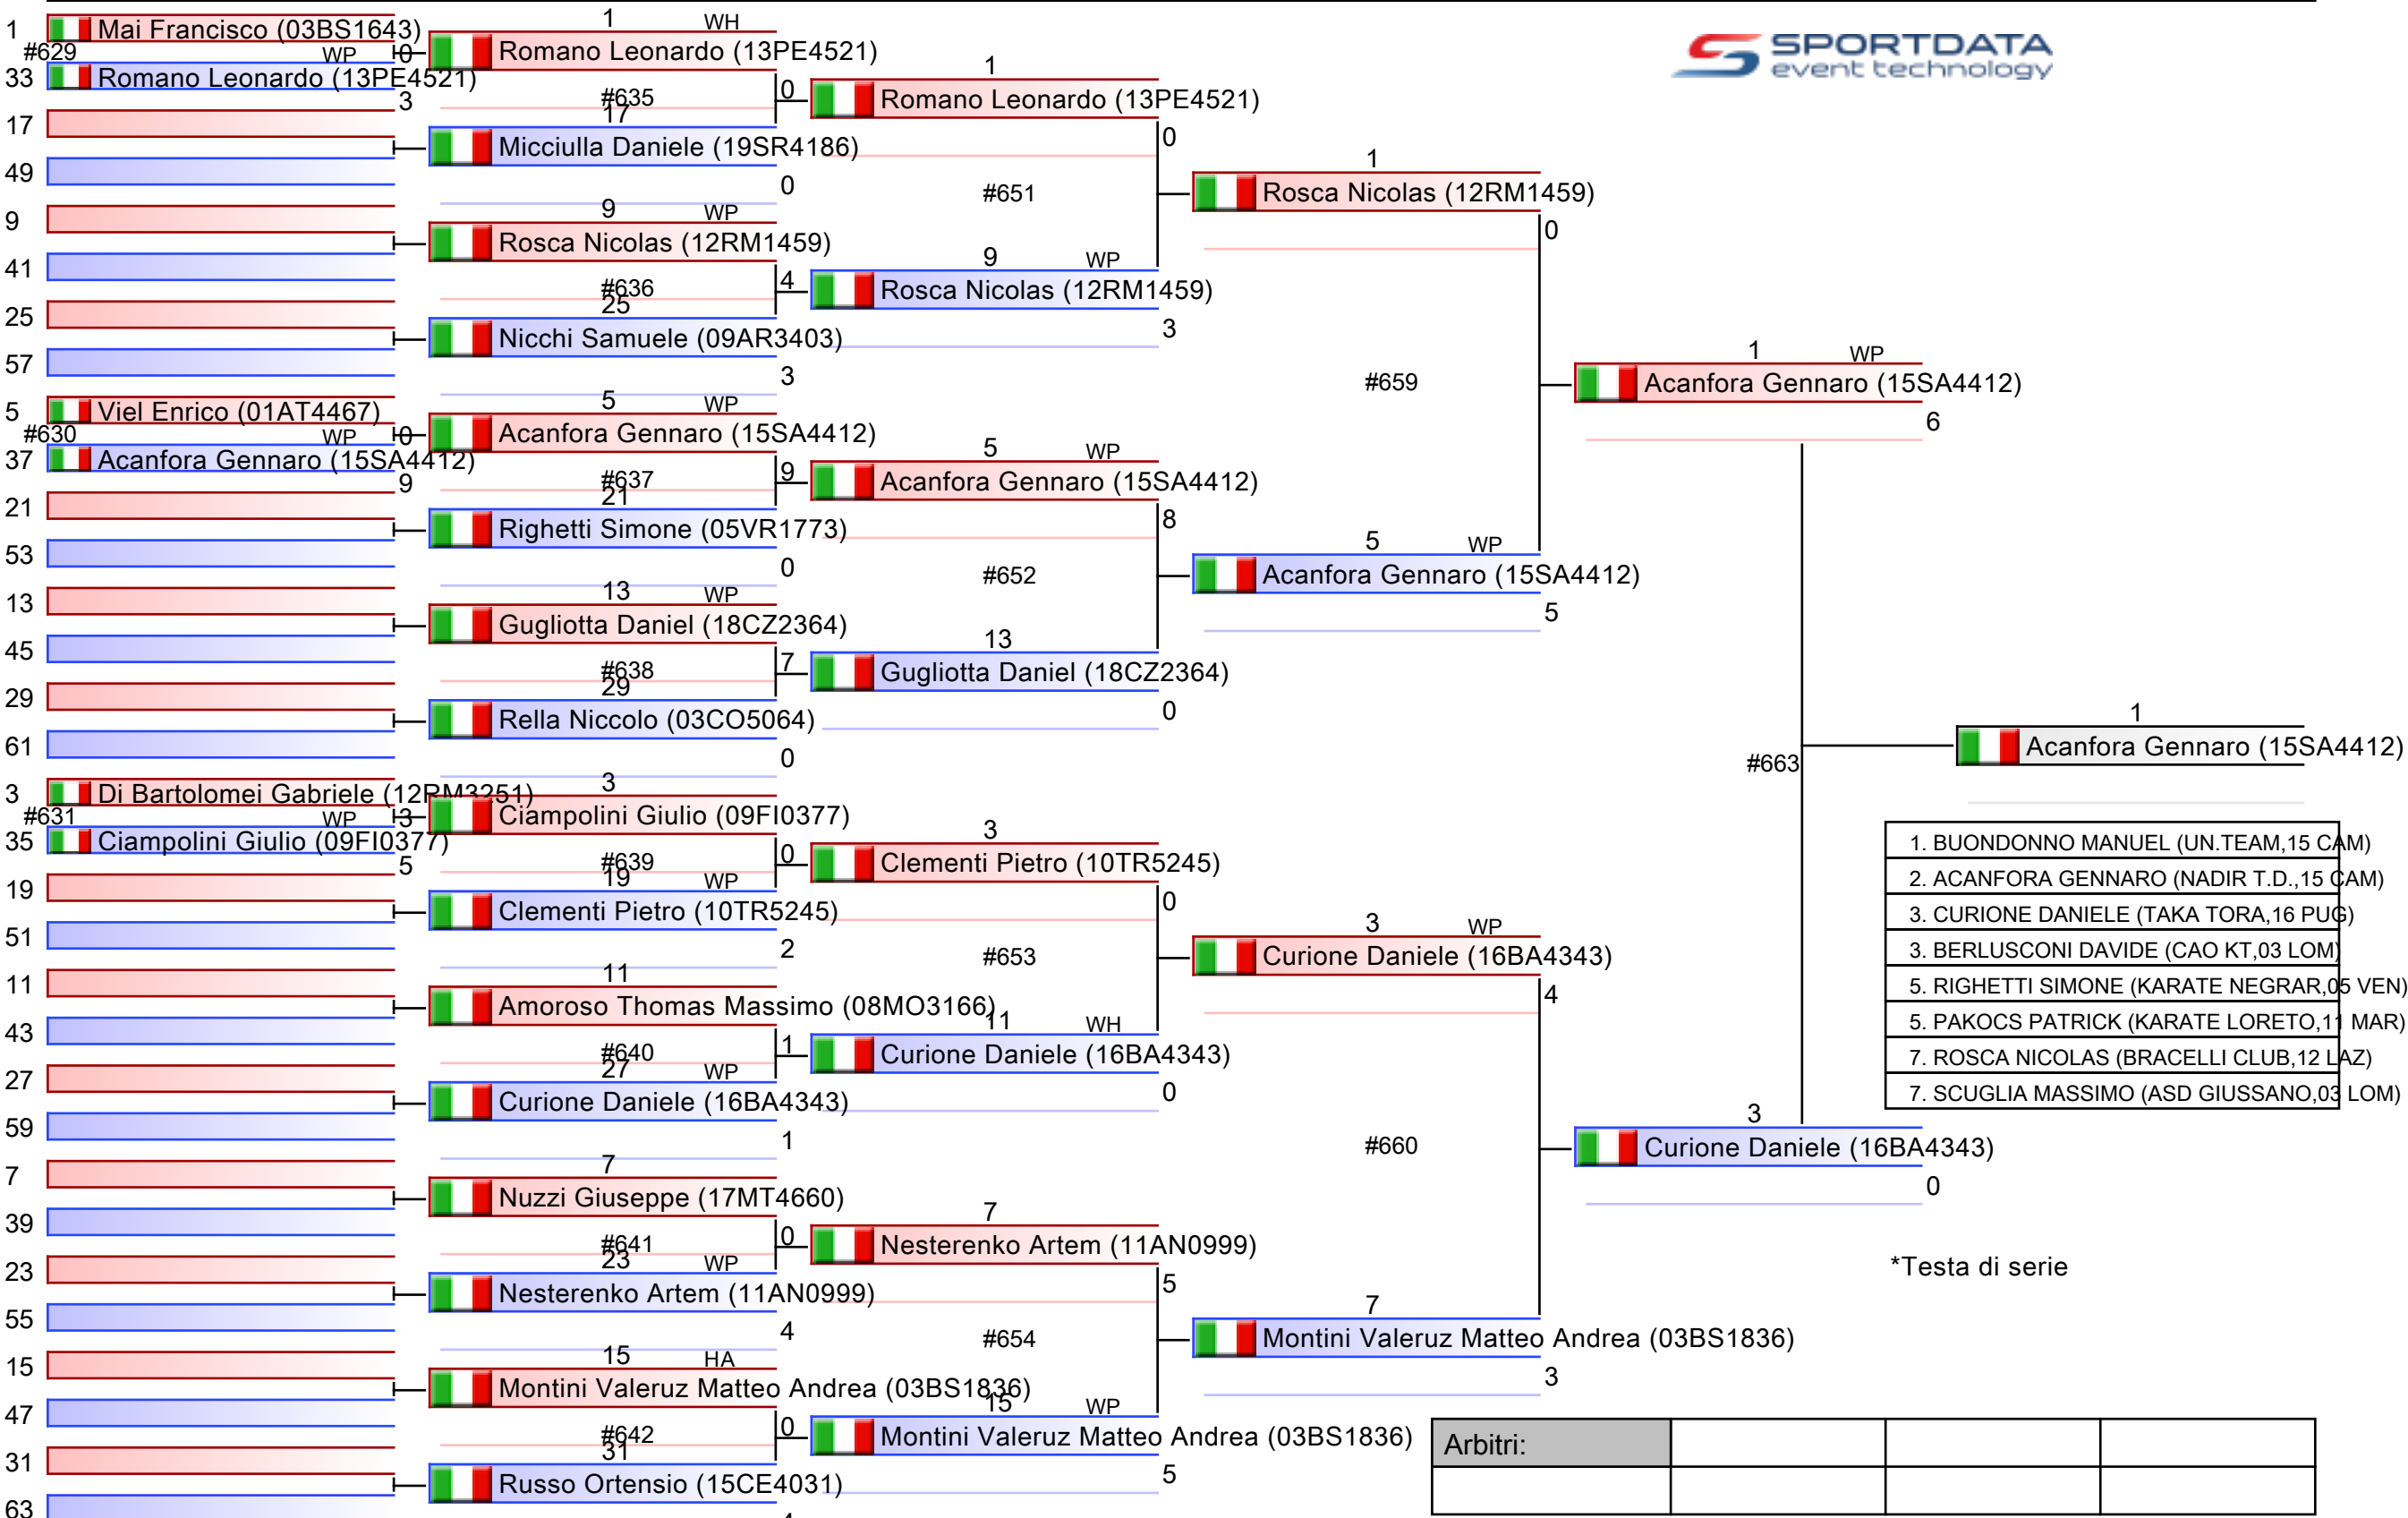 SPORTDATA
event technology
1 Mai Francisco (03BS1643)
#629 WP 0
33 Romano Leonardo (13PE4521)
3
17
49
9
41
25
57
5 Viel Enrico (01AT4467)
#630 WP 0
37 Acanfora Gennaro (15SA4412)
9
21
53
13
45
29
61
3 Di Bartolomei Gabriele (12RM3251)
#631 WP 3
35 Ciampolini Giulio (09FI0377)
5
19
51
11
43
27
59
7
39
23
55
15
47
31
63
1 WH
Romano Leonardo (13PE4521)
#635 0
17
Micciulla Daniele (19SR4186)
0
9 WP
Rosca Nicolas (12RM1459)
#636 4
25
Nicchi Samuele (09AR3403)
3
5 WP
Acanfora Gennaro (15SA4412)
#637 9
21
Righetti Simone (05VR1773)
0
13 WP
Gugliotta Daniel (18CZ2364)
#638 7
29
Rella Niccolo (03CO5064)
0
3
Ciampolini Giulio (09FI0377)
#639 0
19 WP
Clementi Pietro (10TR5245)
2
11
Amoroso Thomas Massimo (08MO3166)
#640 1
27 WP
Curione Daniele (16BA4343)
1
7
Nuzzi Giuseppe (17MT4660)
#641 0
23 WP
Nesterenko Artem (11AN0999)
4
15 HA
Montini Valeruz Matteo Andrea (03BS1836)
#642 0
31
Russo Ortensio (15CE4031)
1
Romano Leonardo (13PE4521)
0
#651
9 WP
Rosca Nicolas (12RM1459)
3
5 WP
Acanfora Gennaro (15SA4412)
8
#652
13
Gugliotta Daniel (18CZ2364)
0
3
Clementi Pietro (10TR5245)
0
#653
11 WH
Curione Daniele (16BA4343)
0
7
Nesterenko Artem (11AN0999)
5
#654
15 WP
Montini Valeruz Matteo Andrea (03BS1836)
5
1
Rosca Nicolas (12RM1459)
0
#659
5 WP
Acanfora Gennaro (15SA4412)
5
3 WP
Curione Daniele (16BA4343)
4
#660
7
Montini Valeruz Matteo Andrea (03BS1836)
3
1 WP
Acanfora Gennaro (15SA4412)
6
#663
3
Curione Daniele (16BA4343)
0
1
Acanfora Gennaro (15SA4412)
1. BUONDONNO MANUEL (UN.TEAM,15 CAM)
2. ACANFORA GENNARO (NADIR T.D.,15 CAM)
3. CURIONE DANIELE (TAKA TORA,16 PUG)
3. BERLUSCONI DAVIDE (CAO KT,03 LOM)
5. RIGHETTI SIMONE (KARATE NEGRAR,05 VEN)
5. PAKOCS PATRICK (KARATE LORETO,11 MAR)
7. ROSCA NICOLAS (BRACELLI CLUB,12 LAZ)
7. SCUGLIA MASSIMO (ASD GIUSSANO,03 LOM)
*Testa di serie
Arbitri: